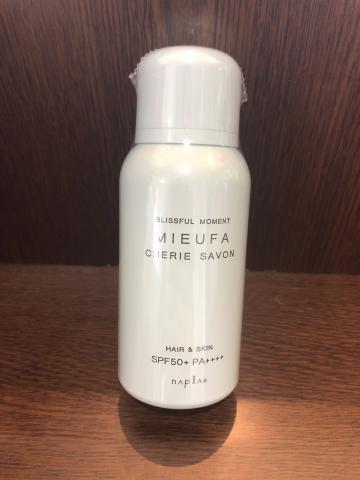 BLISSFUL MOMENT
MIEUFA
CHERIE SAVON
HAIR & SKIN
SPF50+ PA++++
napla